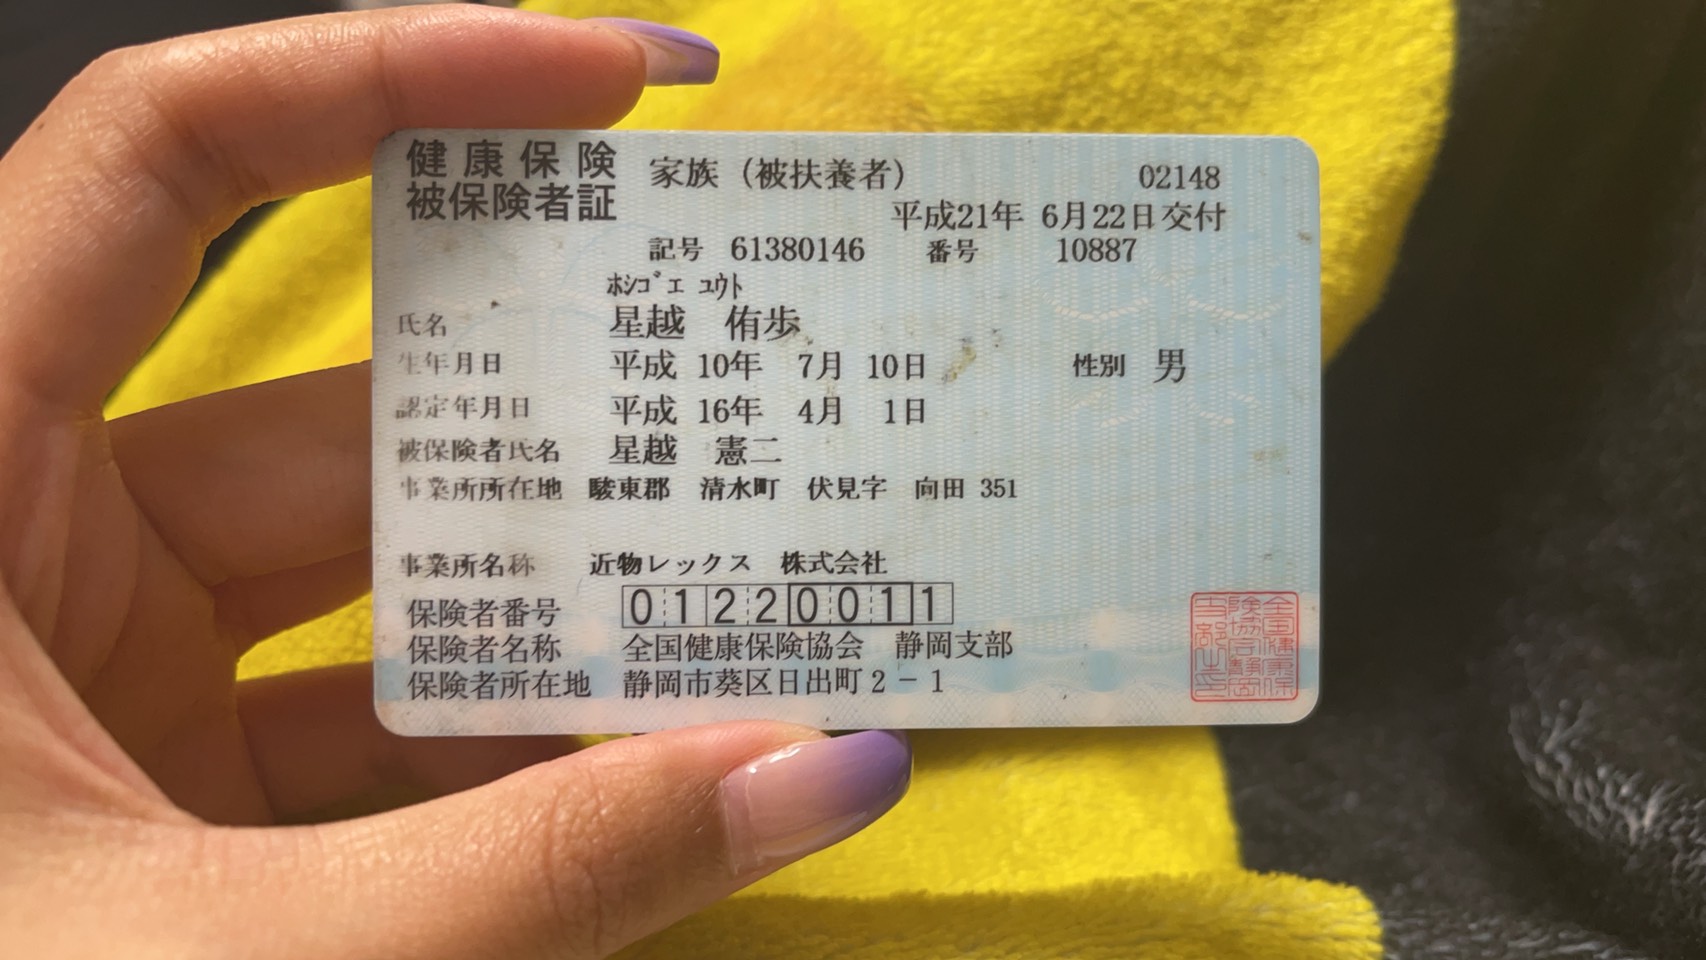 健康保険 被保険者証 家族（被扶養者） 02148
平成21年 6月22日交付
記号 61380146 番号 10887
ﾎｼｺﾞｴ ﾕｳﾄ
氏名 星越 侑歩
生年月日 平成 10年 7月 10日 性別 男
認定年月日 平成 16年 4月 1日
被保険者氏名 星越 憲二
事業所所在地 駿東郡 清水町 伏見字 向田 351
事業所名称 近物レックス 株式会社
保険者番号 01220011
保険者名称 全国健康保険協会 静岡支部
保険者所在地 静岡市葵区日出町2－1